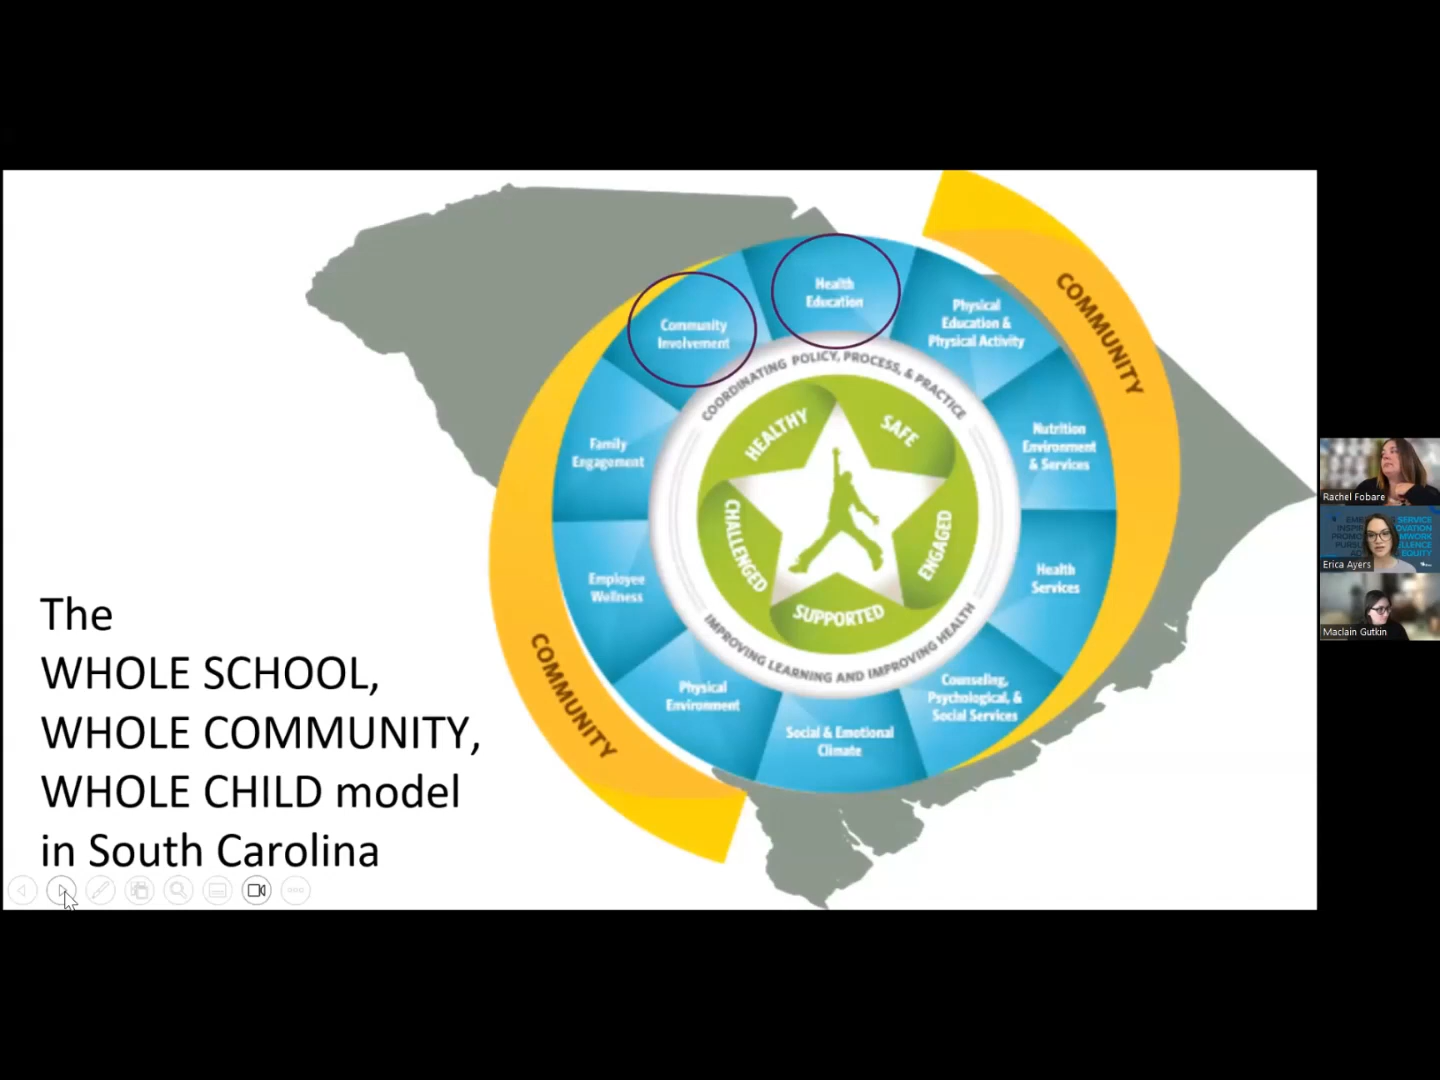 The
WHOLE SCHOOL,
WHOLE COMMUNITY,
WHOLE CHILD model
in South Carolina
COMMUNITY
COMMUNITY
Health
Education
Physical
Education &
Physical Activity
Nutrition
Environment
& Services
Health
Services
Counseling,
Psychological, &
Social Services
Social & Emotional
Climate
Physical
Environment
Employee
Wellness
Family
Engagement
Community
Involvement
COORDINATING POLICY, PROCESS, & PRACTICE
IMPROVING LEARNING AND IMPROVING HEALTH
HEALTHY
SAFE
ENGAGED
SUPPORTED
CHALLENGED
Rachel Fobare
SERVICE
EQUITY
Erica Ayers
Maclain Gutkin